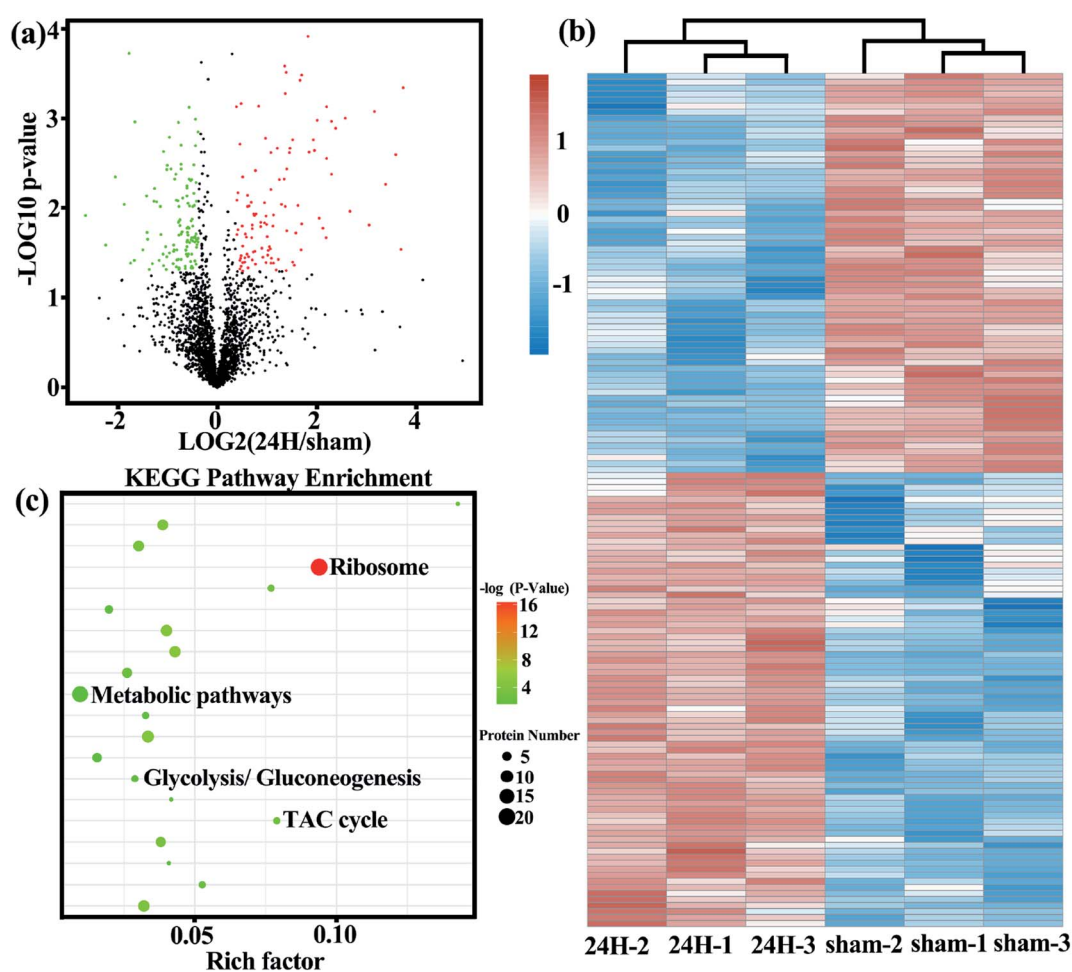 (a)
4
3
2
1
0
-LOG10 p-value
-2
0
2
4
LOG2(24H/sham)
(b)
1
0
-1
24H-2
24H-1
24H-3
sham-2
sham-1
sham-3
KEGG Pathway Enrichment
(c)
Ribosome
Metabolic pathways
Glycolysis/ Gluconeogenesis
TAC cycle
0.05
0.10
Rich factor
-log (P-Value)
16
12
8
4
Protein Number
5
10
15
20